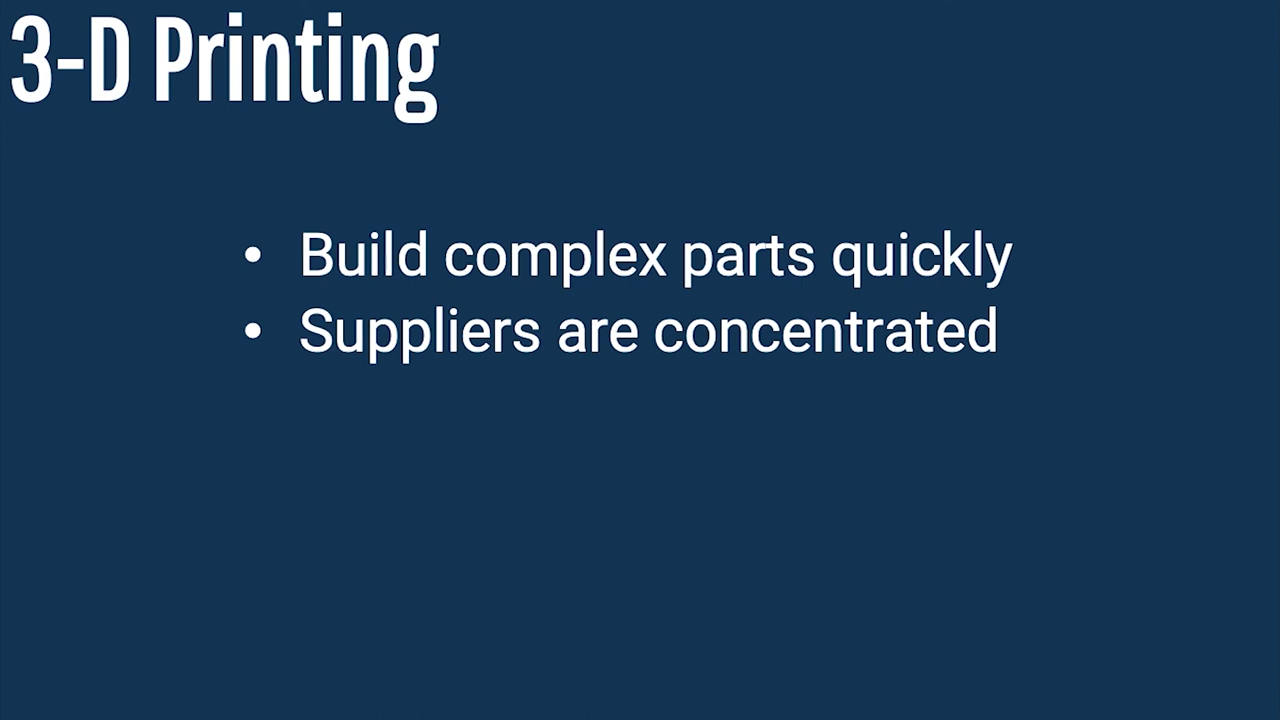 3-D Printing
• Build complex parts quickly
• Suppliers are concentrated